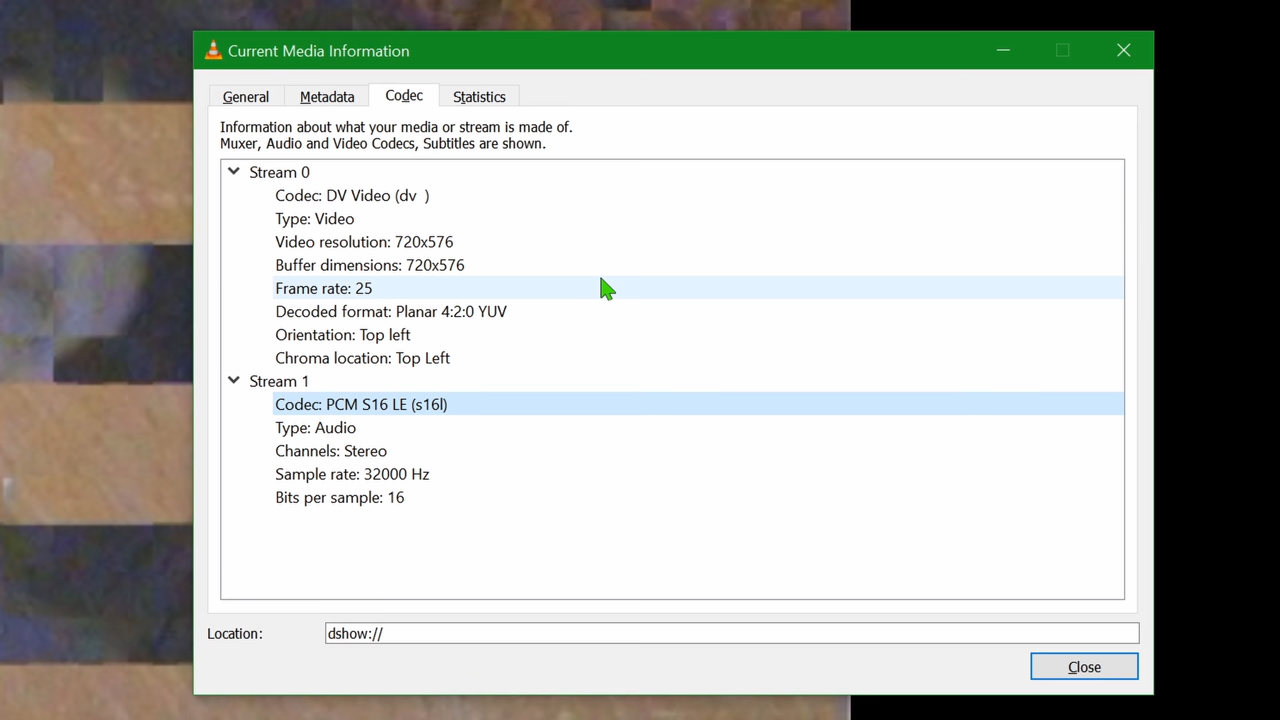 Current Media Information
General Metadata Codec Statistics
Information about what your media or stream is made of.
Muxer, Audio and Video Codecs, Subtitles are shown.
Stream 0
Codec: DV Video (dv  )
Type: Video
Video resolution: 720x576
Buffer dimensions: 720x576
Frame rate: 25
Decoded format: Planar 4:2:0 YUV
Orientation: Top left
Chroma location: Top Left
Stream 1
Codec: PCM S16 LE (s16l)
Type: Audio
Channels: Stereo
Sample rate: 32000 Hz
Bits per sample: 16
Location: dshow://
Close